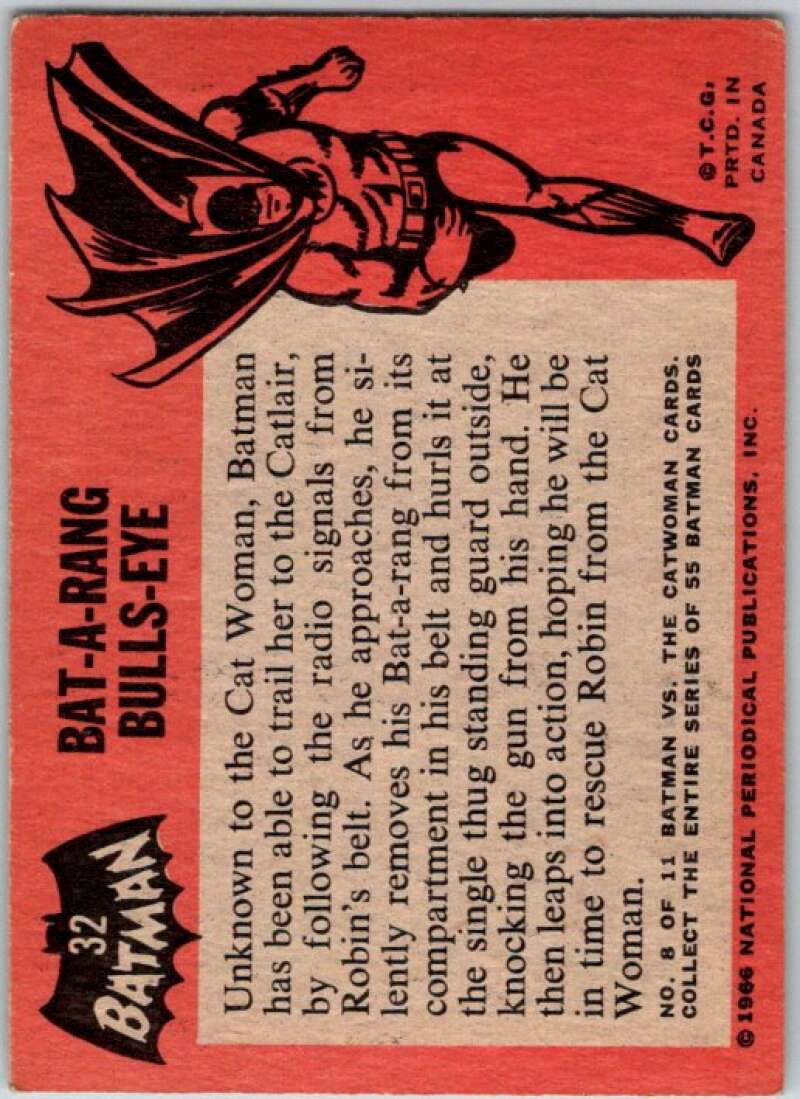 32
BATMAN
BAT-A-RANG
BULLS-EYE
Unknown to the Cat Woman, Batman
has been able to trail her to the Catlair,
by following the radio signals from
Robin's belt. As he approaches, he si-
lently removes his Bat-a-rang from its
compartment in his belt and hurls it at
the single thug standing guard outside,
knocking the gun from his hand. He
then leaps into action, hoping he will be
in time to rescue Robin from the Cat
Woman.
NO. 8 OF 11 BATMAN VS. THE CATWOMAN CARDS.
COLLECT THE ENTIRE SERIES OF 55 BATMAN CARDS
© 1966 NATIONAL PERIODICAL PUBLICATIONS, INC.
© T.C.G.
PRTD. IN
CANADA